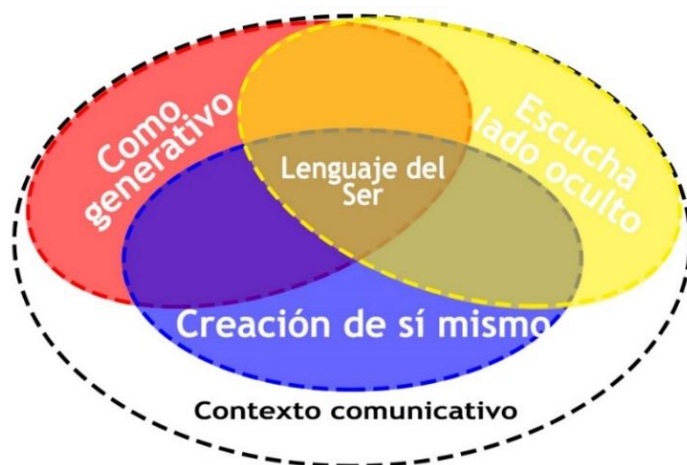 Como
generativo
Escucha
lado oculto
Lenguaje del
Ser
Creación de sí mismo
Contexto comunicativo